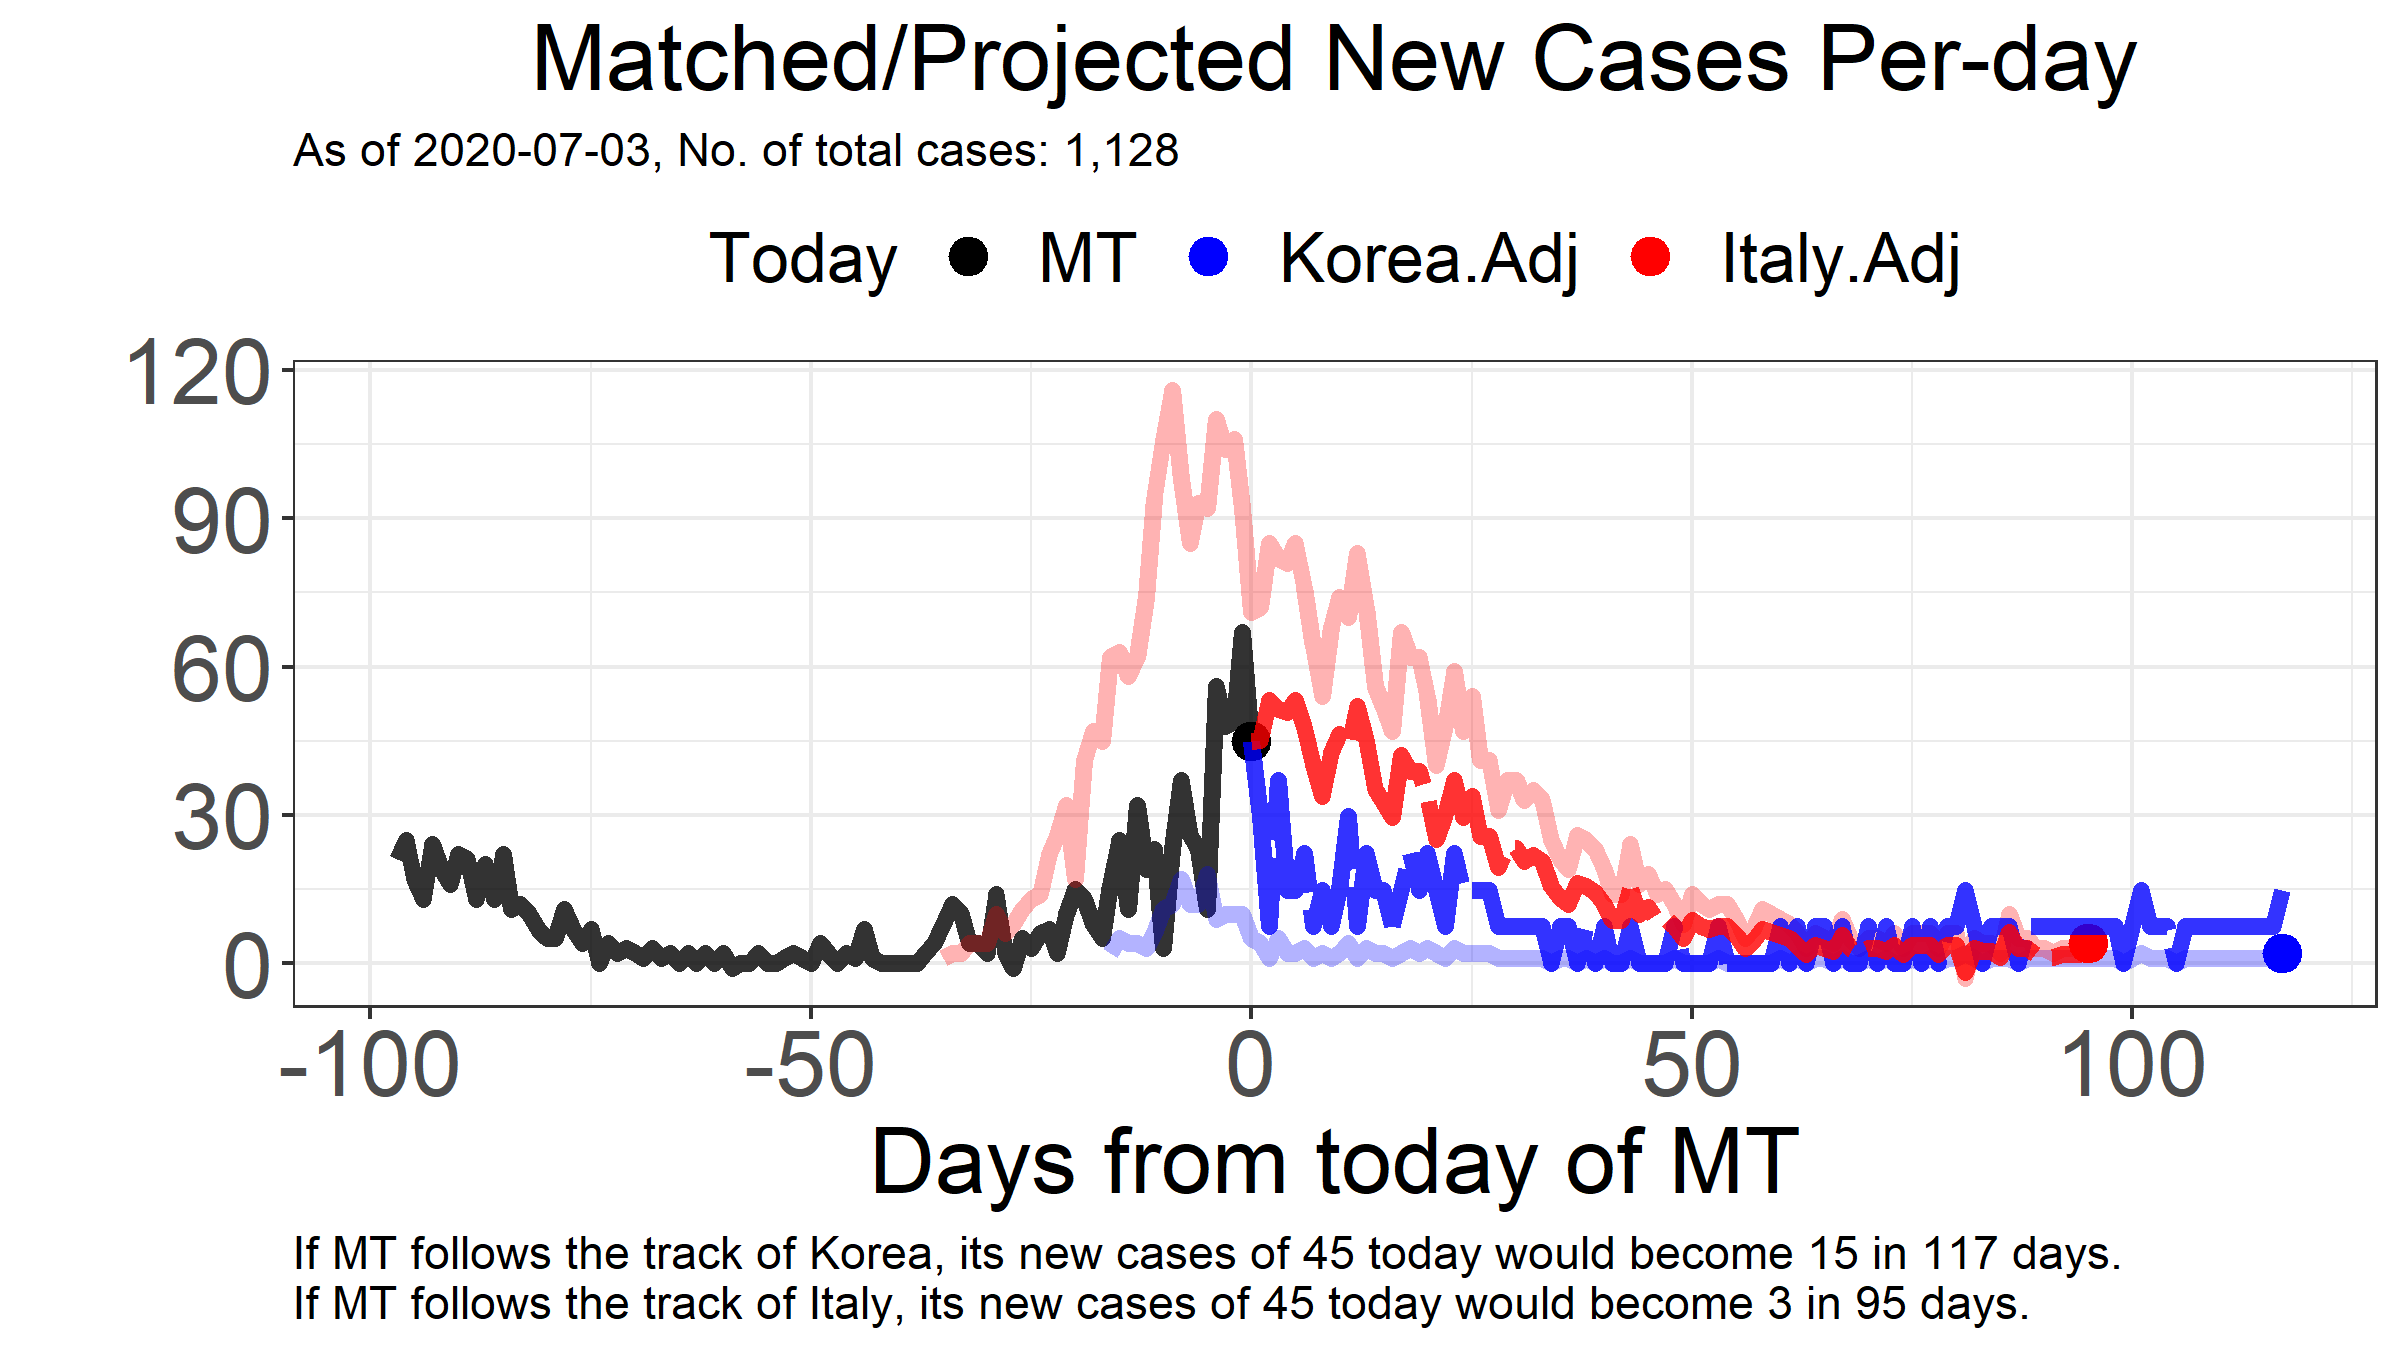 Matched/Projected New Cases Per-day
As of 2020-07-03, No. of total cases: 1,128
Today MT Korea.Adj Italy.Adj
120
90
60
30
0
-100 -50 0 50 100
Days from today of MT
If MT follows the track of Korea, its new cases of 45 today would become 15 in 117 days.
If MT follows the track of Italy, its new cases of 45 today would become 3 in 95 days.